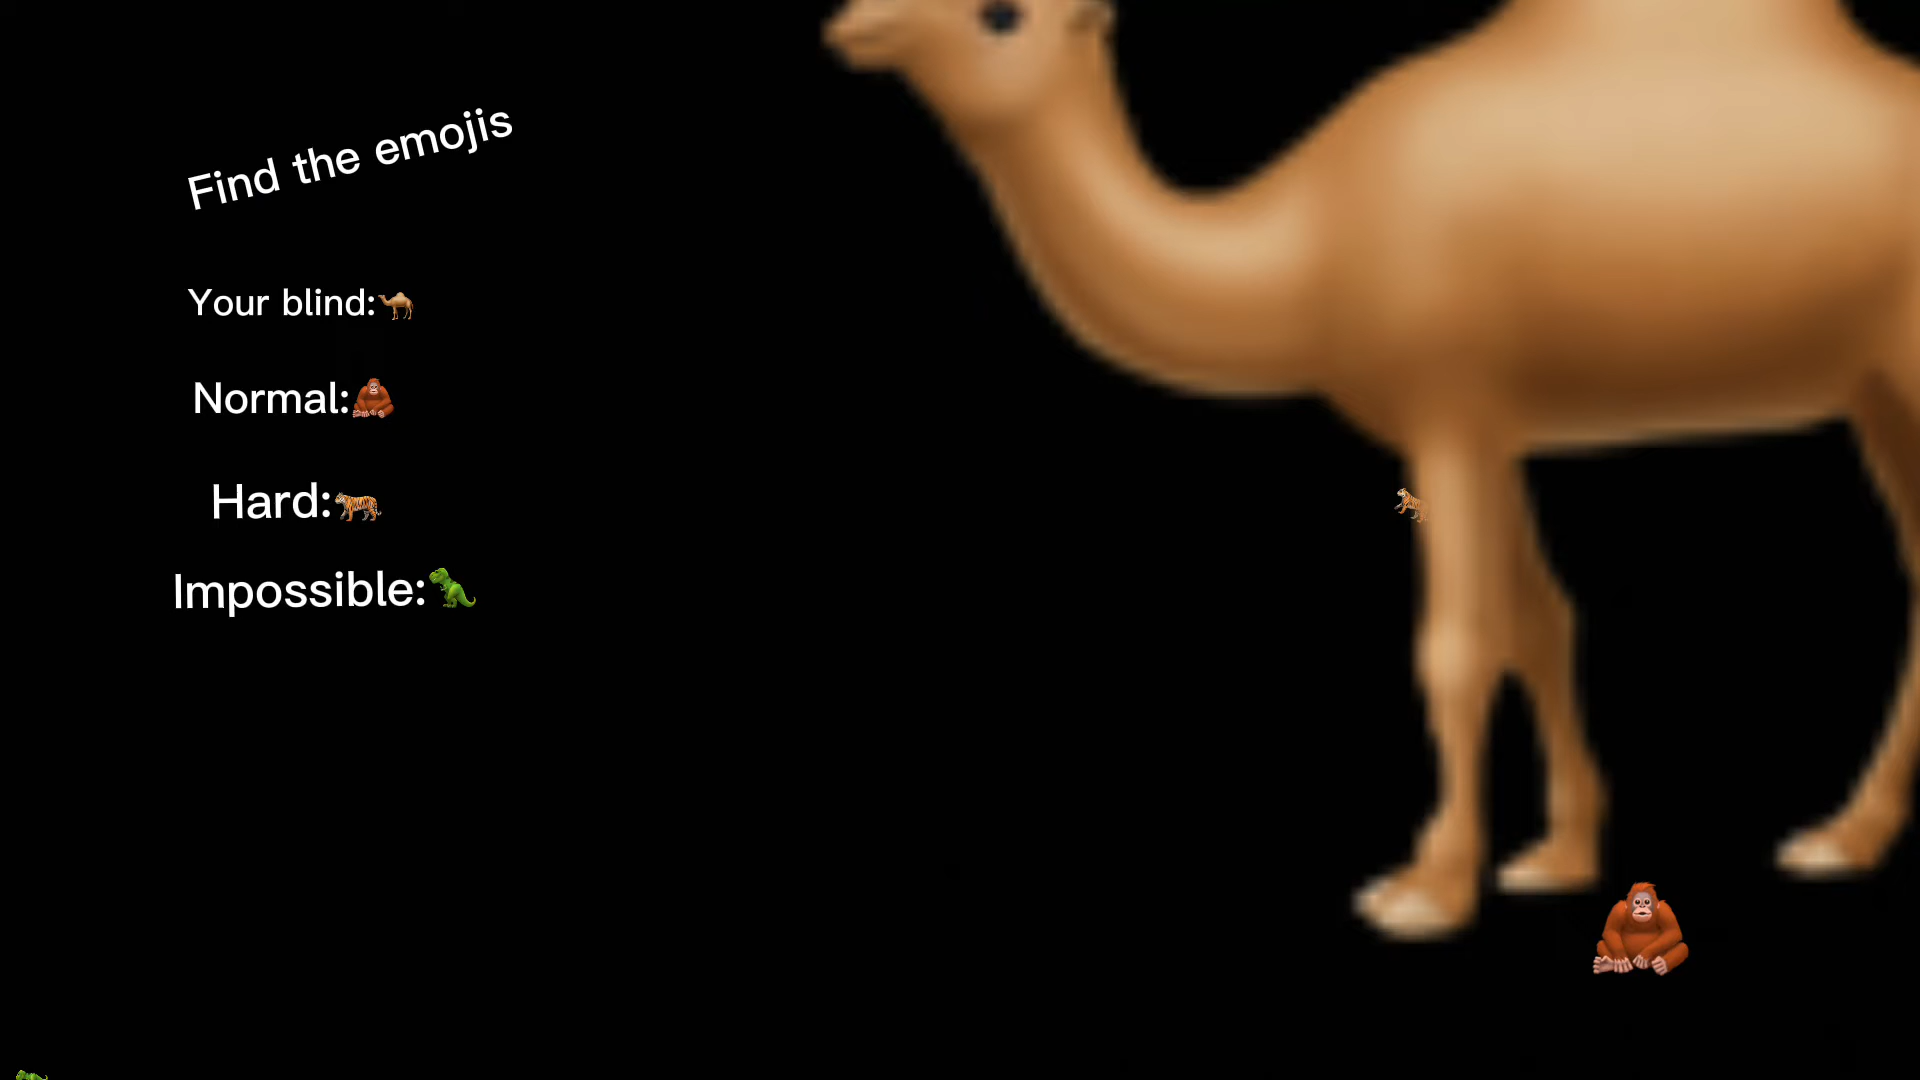 Find the emojis
Your blind:🐪
Normal:🦧
Hard:🐅
Impossible:🦖